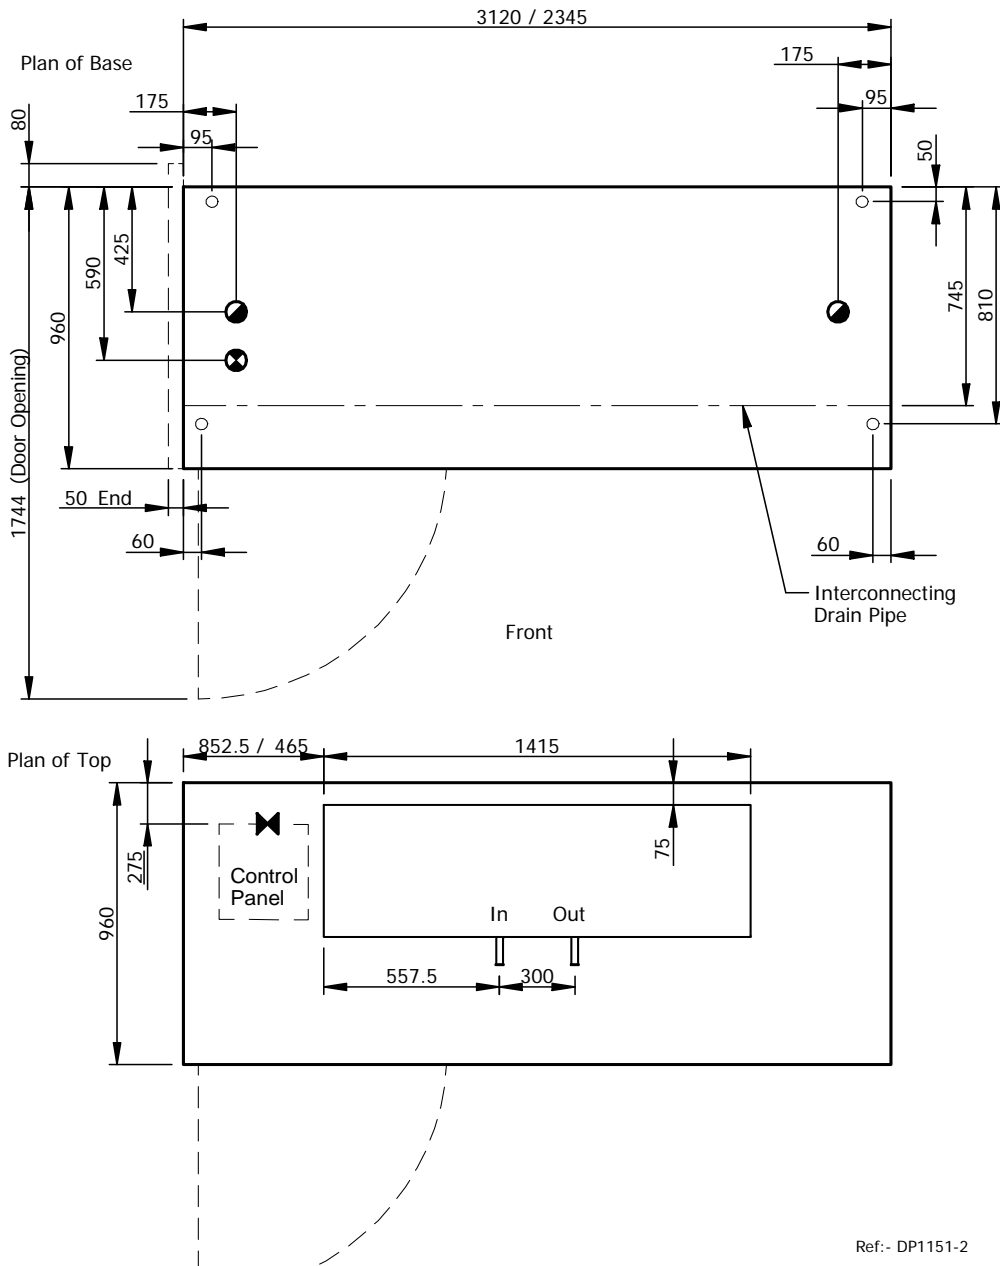 3120 / 2345
Plan of Base
175
175
80
95
95
50
425
590
960
745
810
1744 (Door Opening)
50 End
60
60
Interconnecting
Drain Pipe
Front
Plan of Top
852.5 / 465
1415
275
75
Control
Panel
960
In
Out
557.5
300
Ref:- DP1151-2